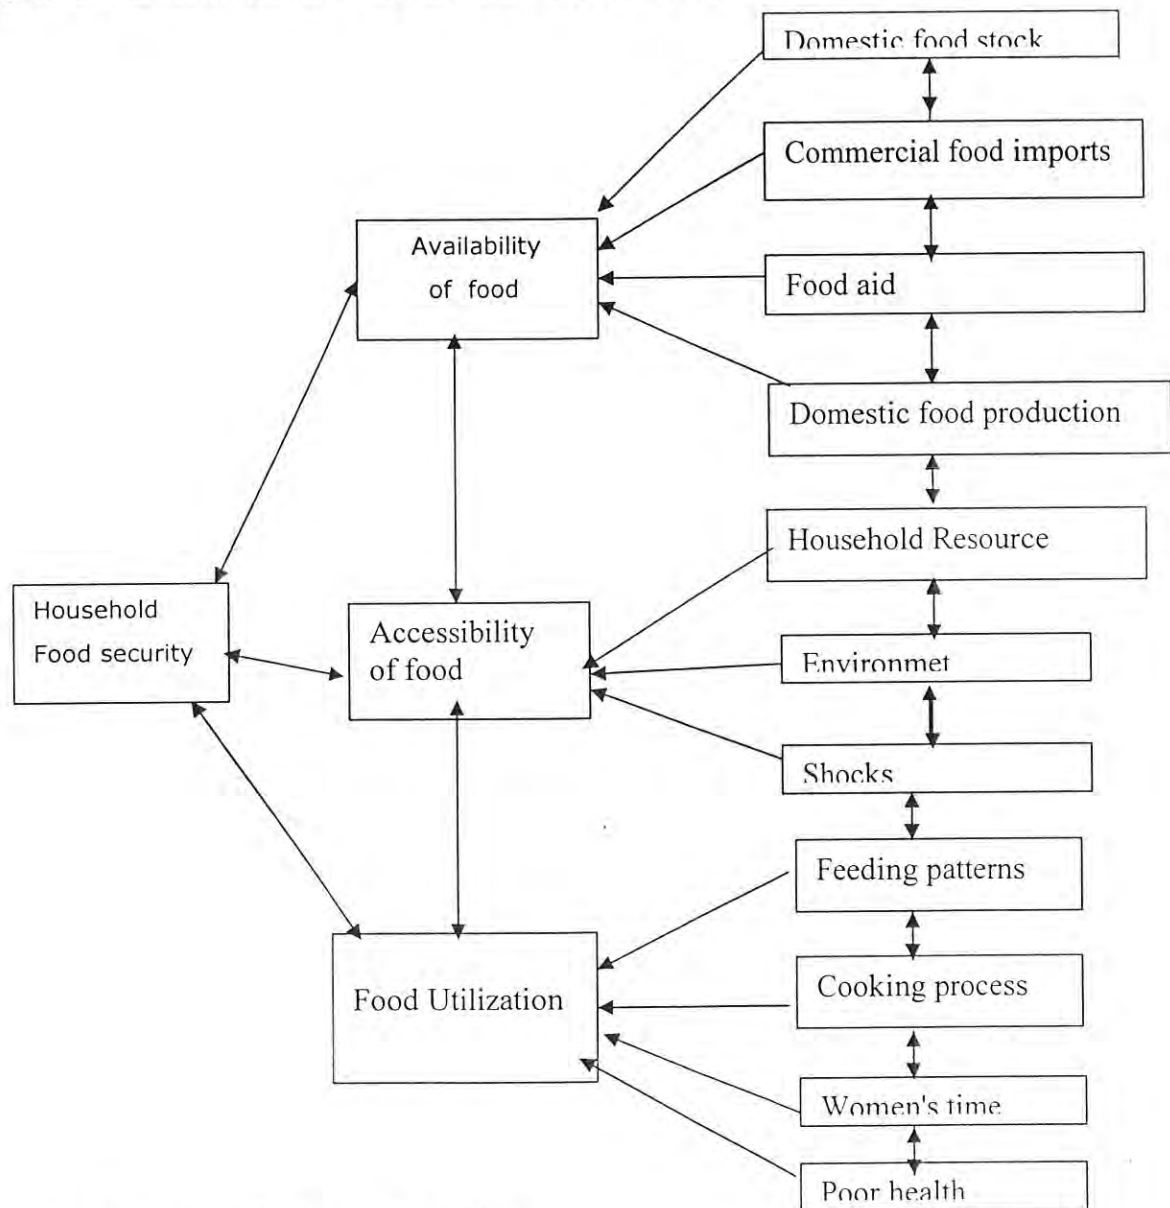 Domestic food stock
Commercial food imports
Availability
of food
Food aid
Domestic food production
Household Resource
Household
Food security
Accessibility
of food
Environmet
Shocks
Feeding patterns
Food Utilization
Cooking process
Women's time
Poor health